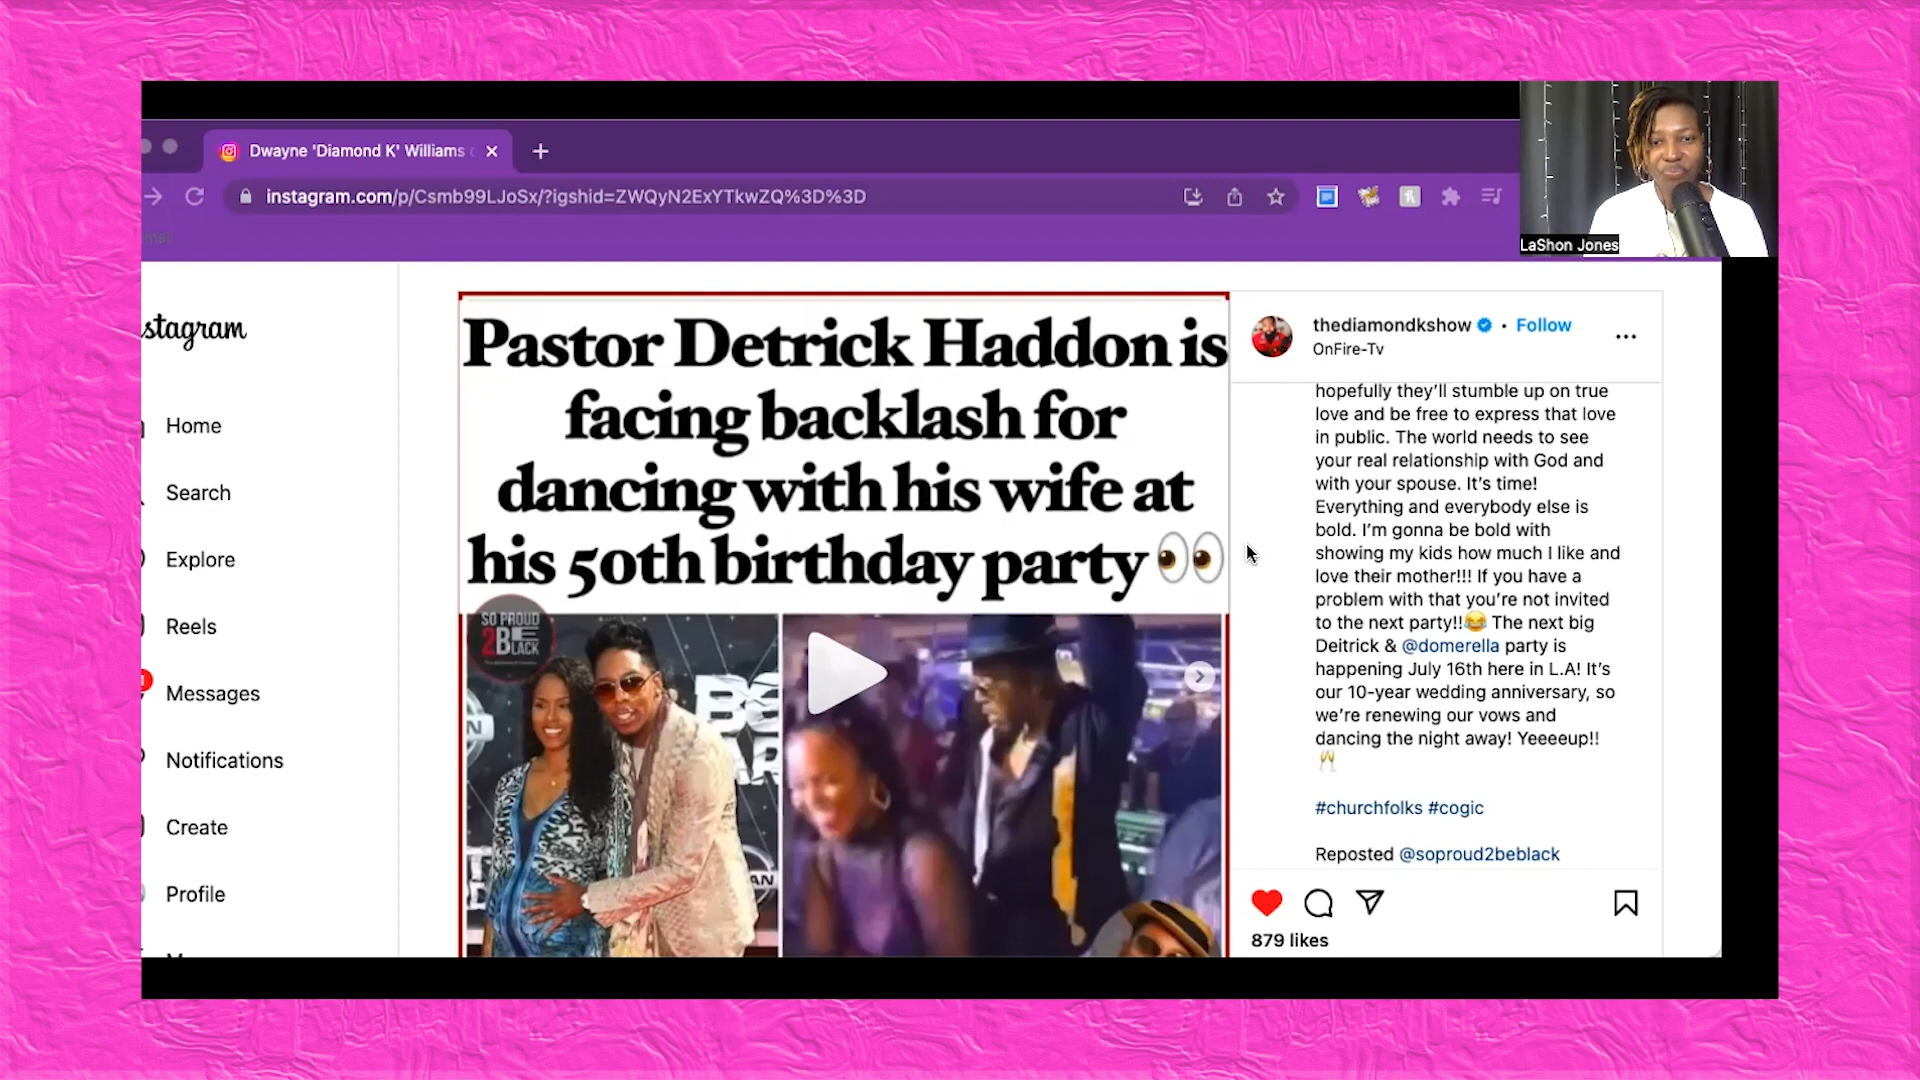 Dwayne 'Diamond K' Williams
instagram.com/p/Csmb99LJoSx/?igshid=ZWQyN2ExYTkwZQ%3D%3D
LaShon Jones
stagram
Home
Search
Explore
Reels
Messages
Notifications
Create
Profile
Pastor Detrick Haddon is
facing backlash for
dancing with his wife at
his 50th birthday party 👀
SO PROUD
2BE
BLACK
thediamondkshow • Follow
OnFire-Tv
hopefully they'll stumble up on true
love and be free to express that love
in public. The world needs to see
your real relationship with God and
with your spouse. It's time!
Everything and everybody else is
bold. I'm gonna be bold with
showing my kids how much I like and
love their mother!!! If you have a
problem with that you're not invited
to the next party!!😂 The next big
Deitrick & @domerella party is
happening July 16th here in L.A! It's
our 10-year wedding anniversary, so
we're renewing our vows and
dancing the night away! Yeeeeup!!
🥂
#churchfolks #cogic
Reposted @soproud2beblack
879 likes